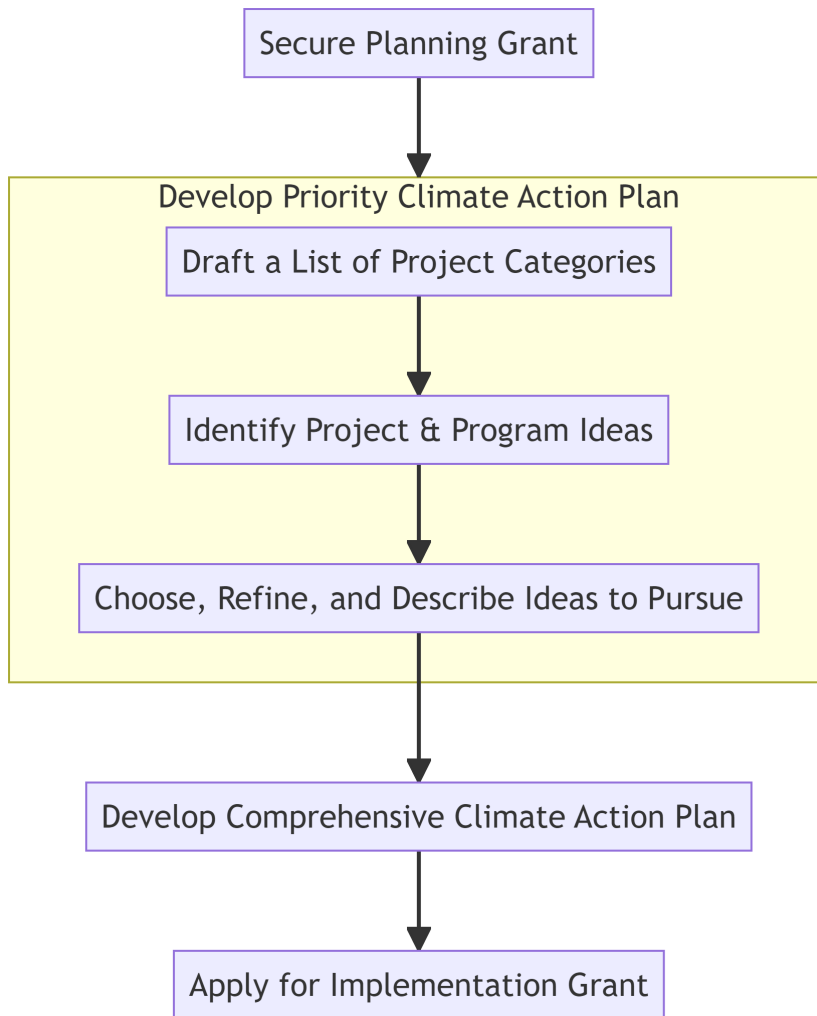 Secure Planning Grant
Develop Priority Climate Action Plan
Draft a List of Project Categories
Identify Project & Program Ideas
Choose, Refine, and Describe Ideas to Pursue
Develop Comprehensive Climate Action Plan
Apply for Implementation Grant